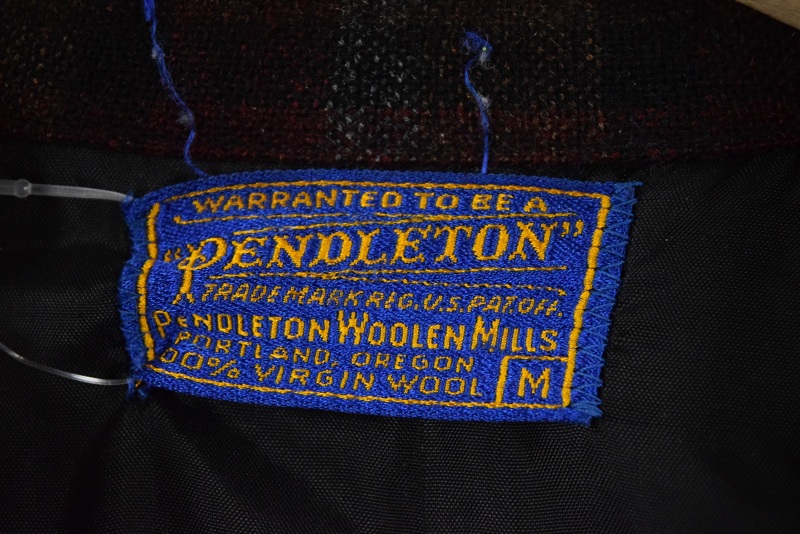 WARRANTED TO BE A
"PENDLETON"
TRADEMARK REG. U.S. PAT. OFF.
PENDLETON WOOLEN MILLS
PORTLAND, OREGON
100% VIRGIN WOOL M